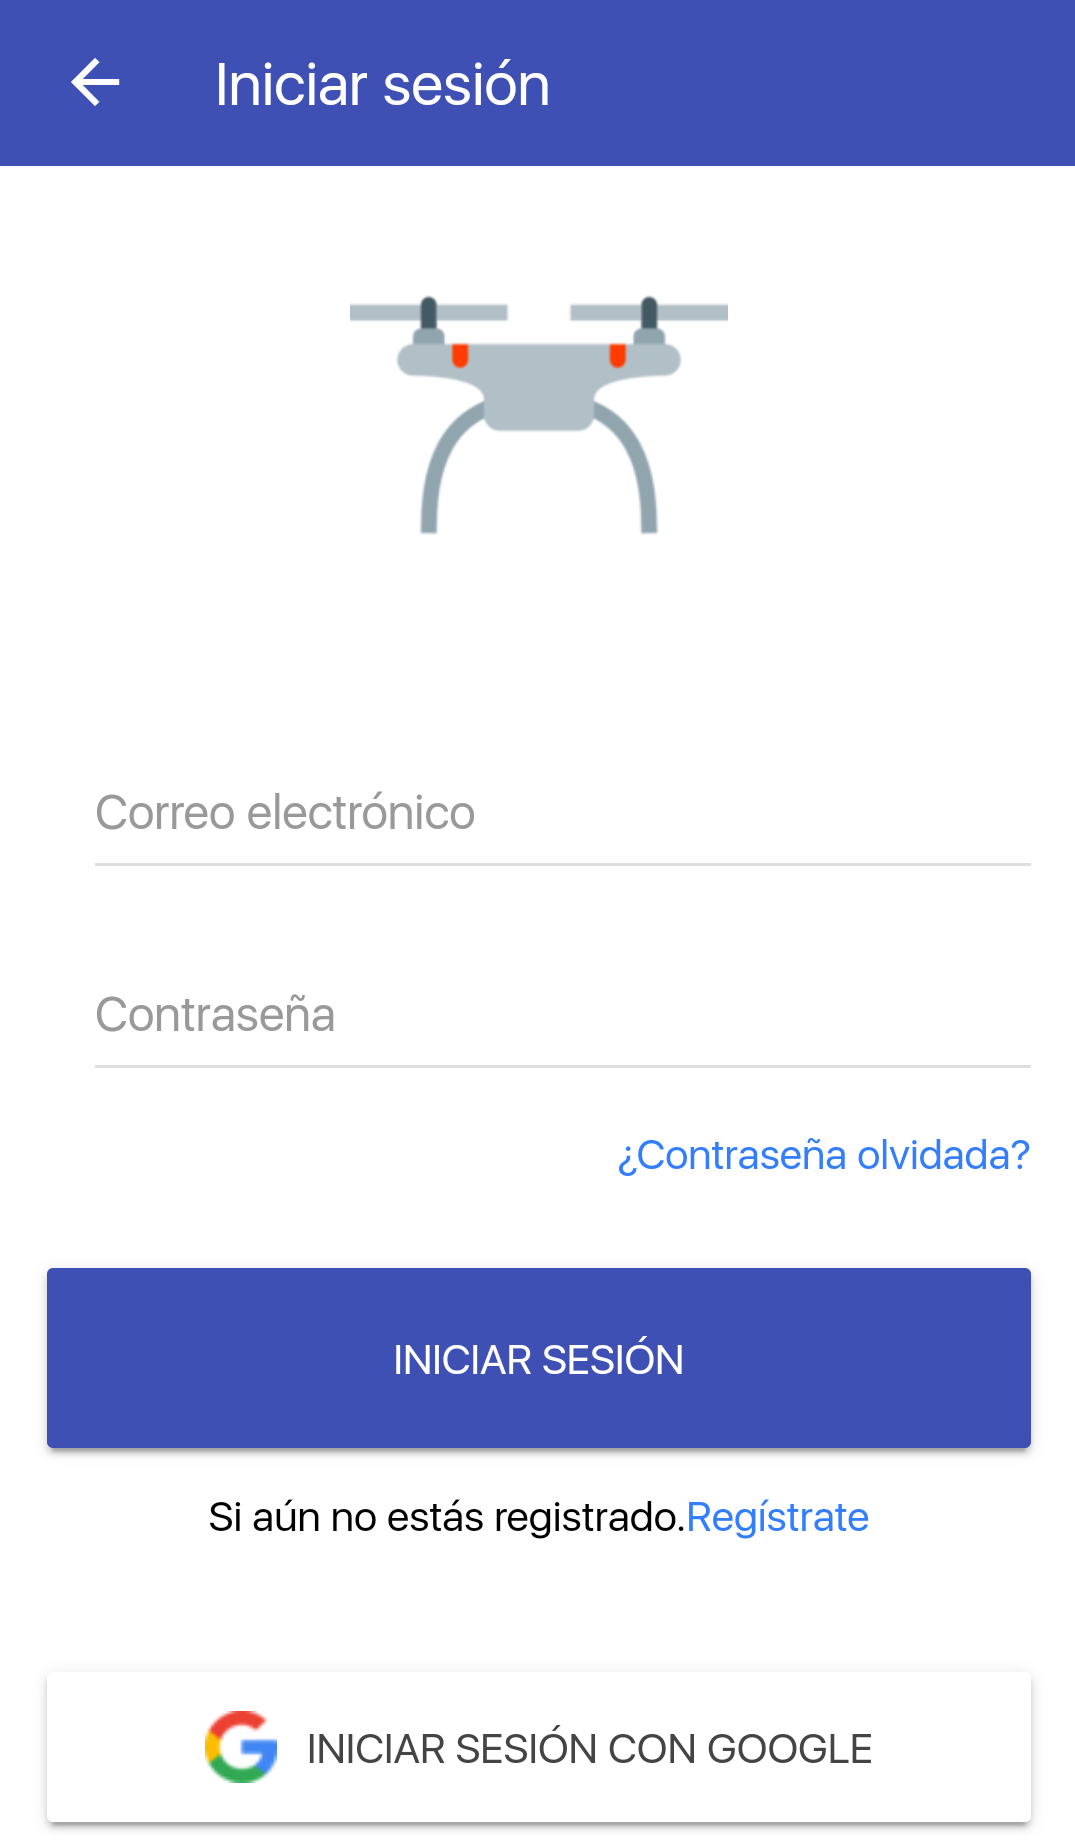 Iniciar sesión
Correo electrónico
Contraseña
¿Contraseña olvidada?
INICIAR SESIÓN
Si aún no estás registrado.Regístrate
INICIAR SESIÓN CON GOOGLE